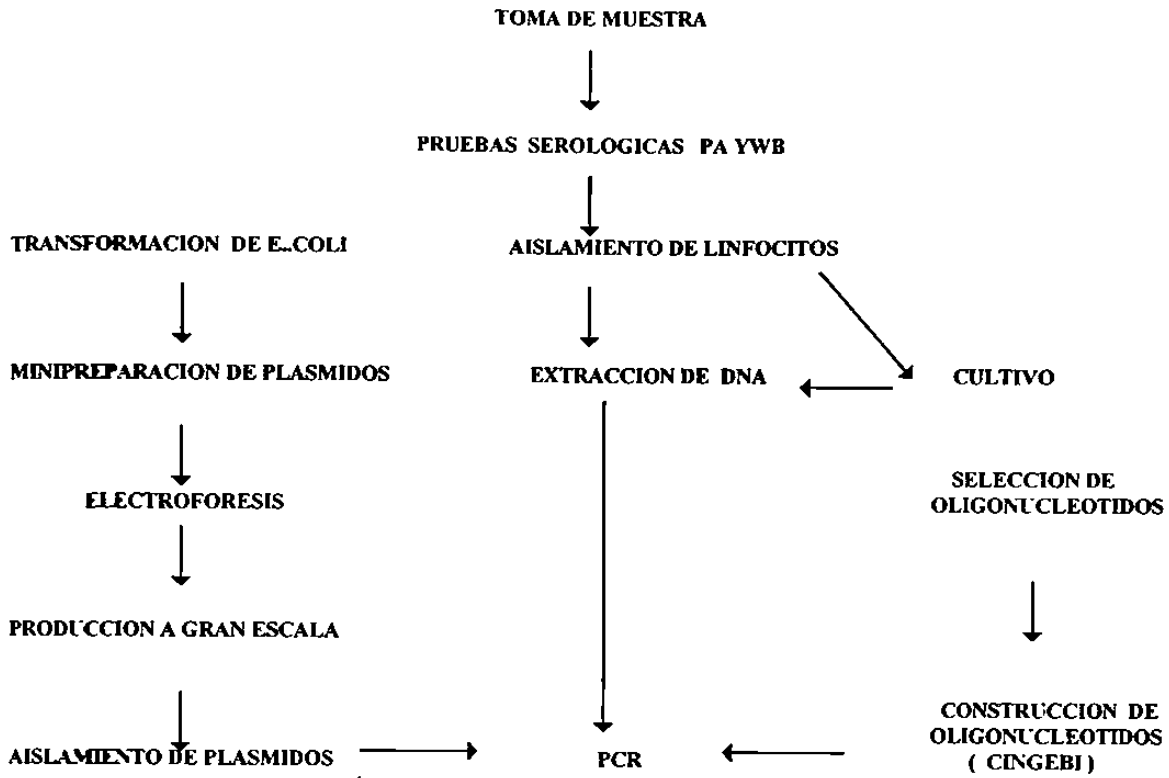 TOMA DE MUESTRA
PRUEBAS SEROLOGICAS PA YWB
TRANSFORMACION DE E..COLI
AISLAMIENTO DE LINFOCITOS
MINIPREPARACION DE PLASMIDOS
EXTRACCION DE DNA
CULTIVO
ELECTROFORESIS
SELECCION DE
OLIGONUCLEOTIDOS
PRODUCCION A GRAN ESCALA
AISLAMIENTO DE PLASMIDOS
PCR
CONSTRUCCION DE
OLIGONUCLEOTIDOS
( CINGEBI )